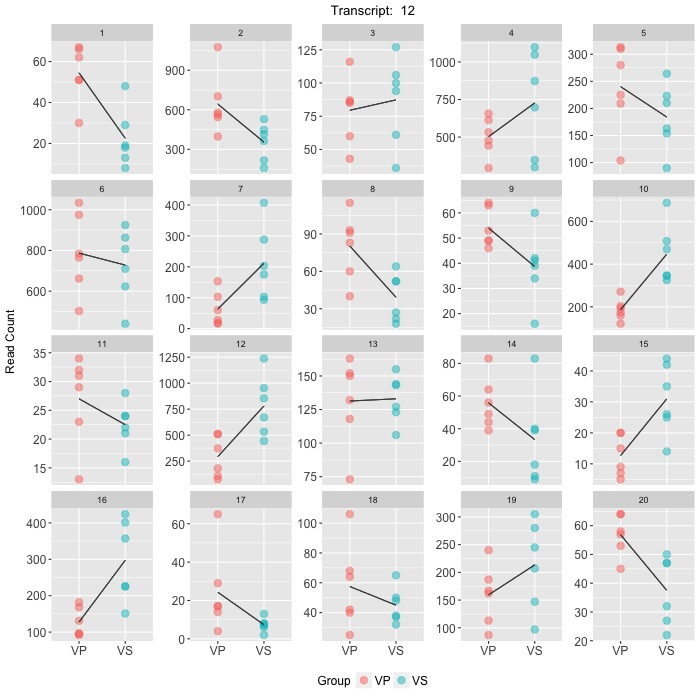 Transcript: 12
1 2 3 4 5
60 40 20
900 600 300
125 100 75 50
1000 750 500
300 250 200 150 100
6 7 8 9 10
1000 800 600
400 300 200 100 0
90 60 30
60 50 40 30 20
600 400 200
Read Count
11 12 13 14 15
35 30 25 20 15
1250 1000 750 500 250
150 125 100 75
80 60 40 20
40 30 20 10
16 17 18 19 20
400 300 200 100
60 40 20 0
100 80 60 40
300 250 200 150 100
60 50 40 30 20
VP VS VP VS VP VS VP VS VP VS
Group VP VS